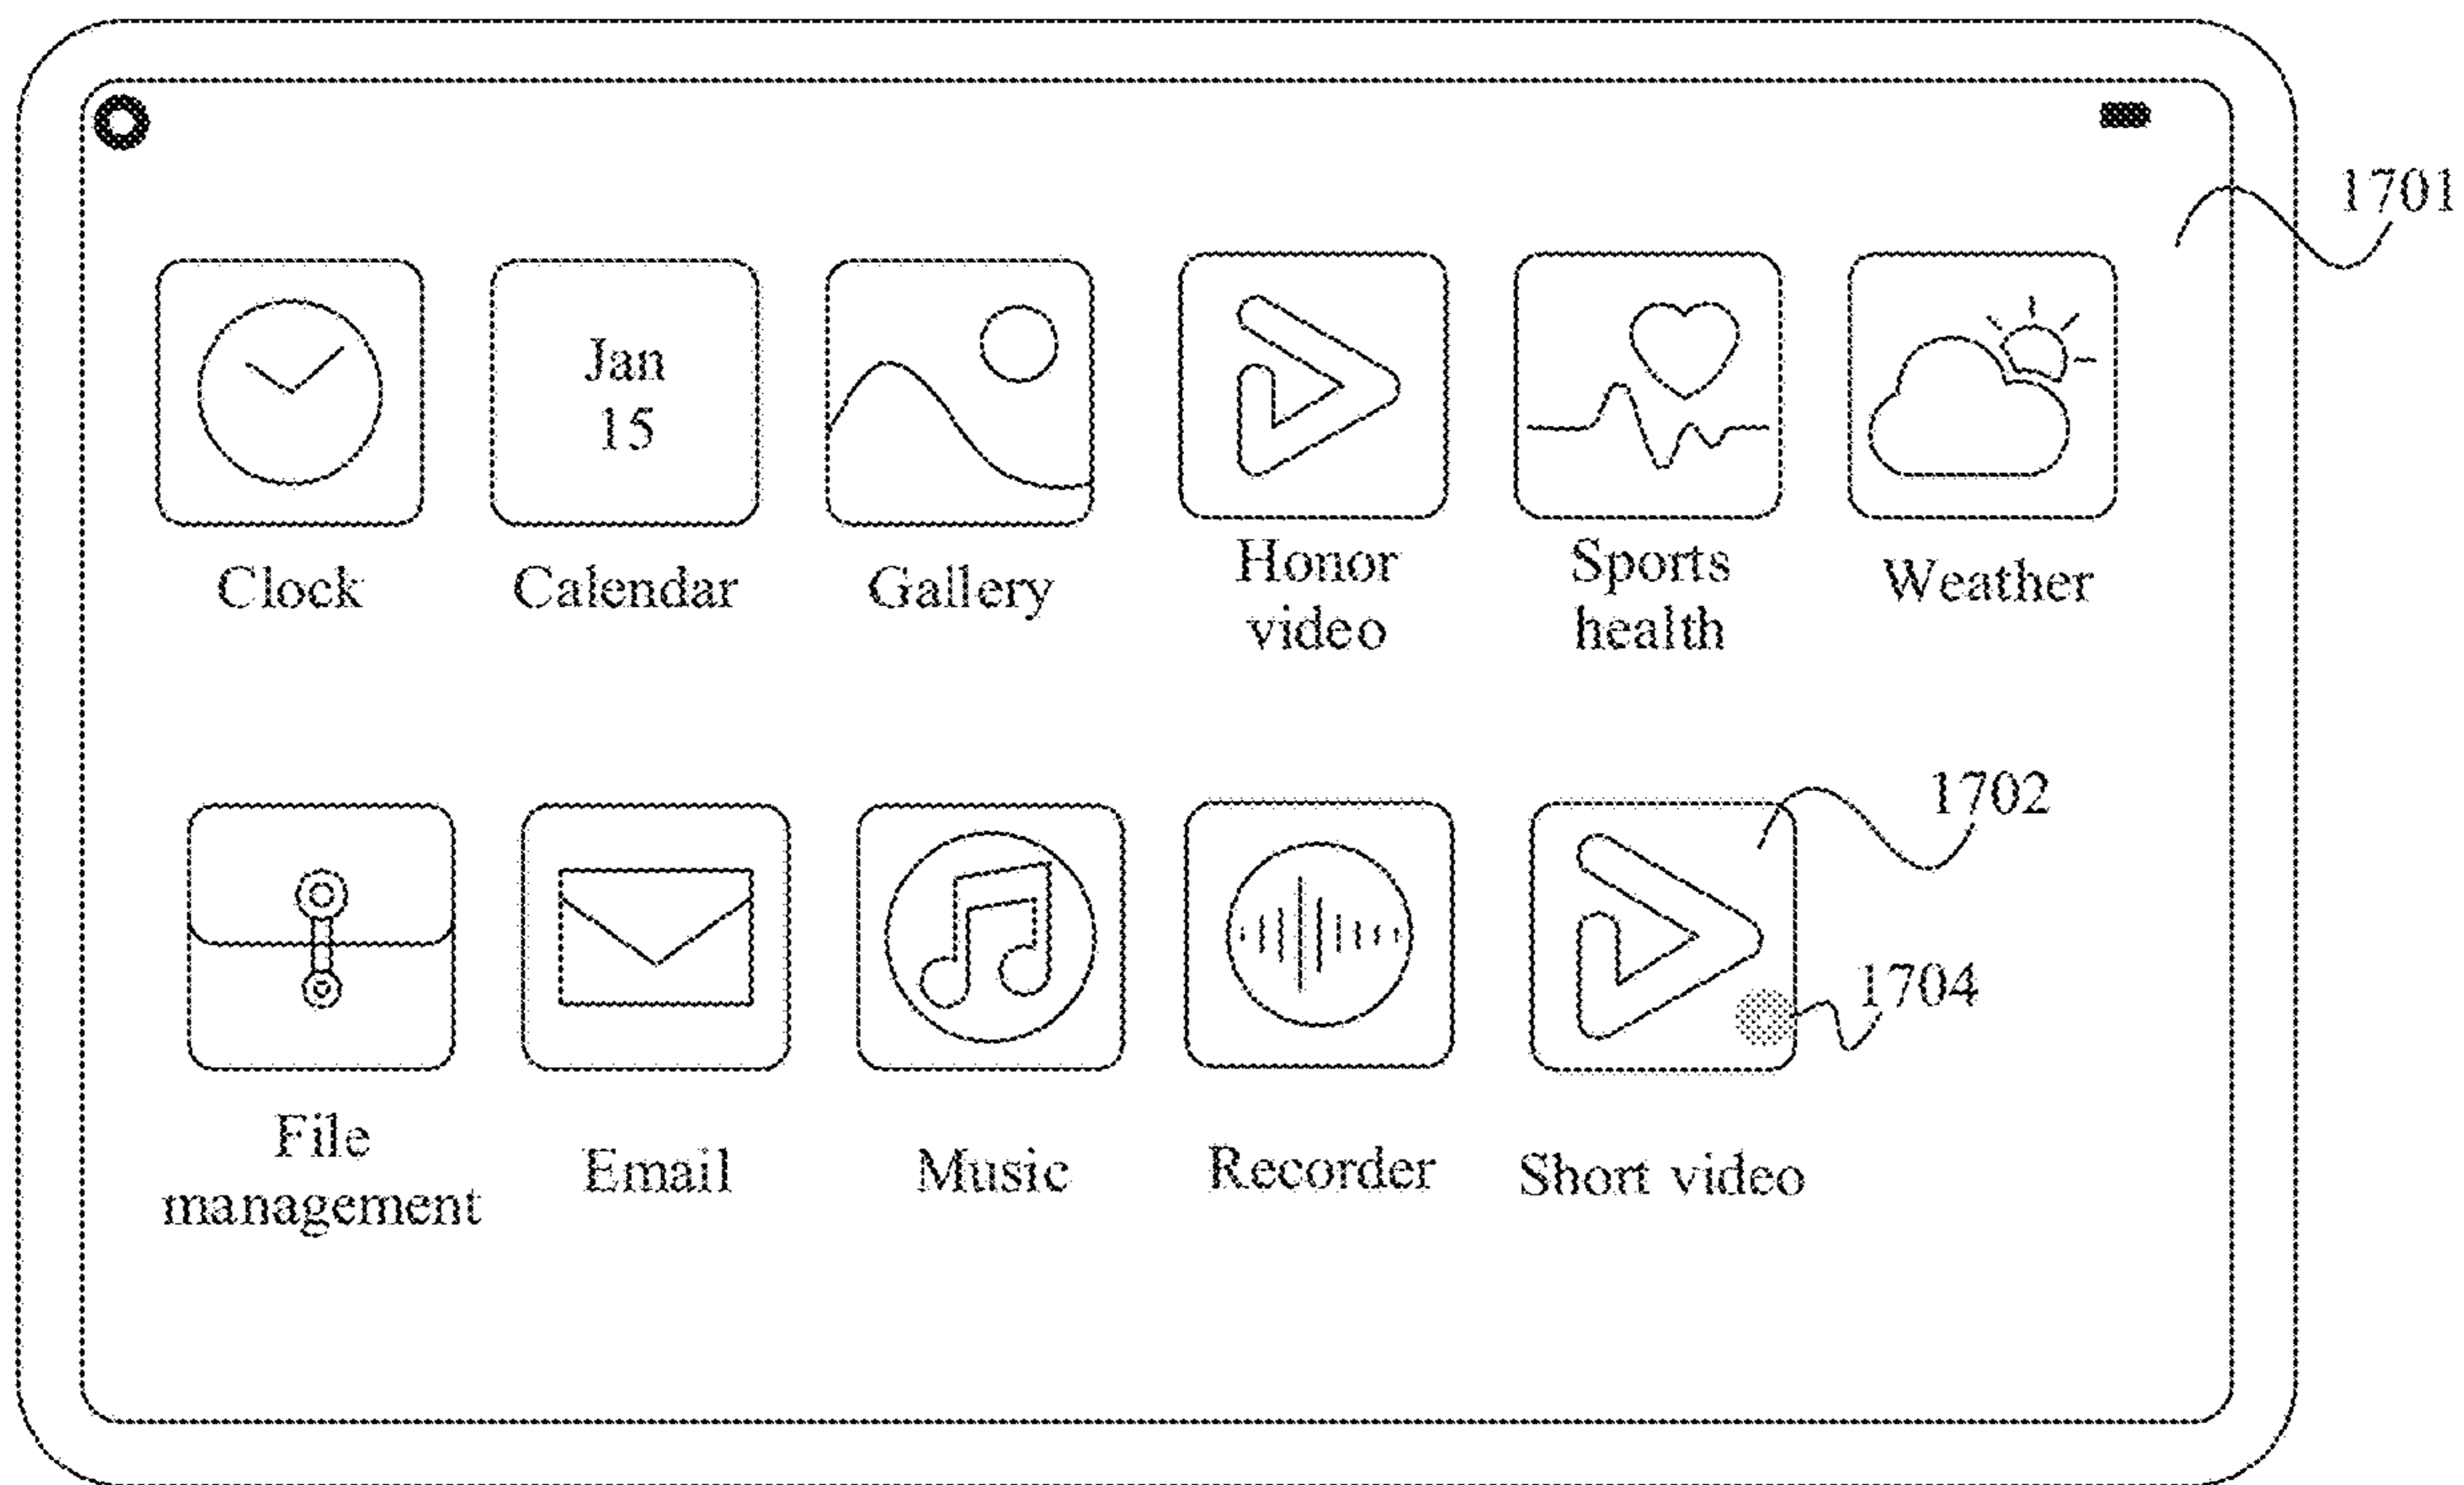 1701
Jan
15
Clock
Calendar
Gallery
Honor
video
Sports
health
Weather
1702
1704
File
management
Email
Music
Recorder
Short video